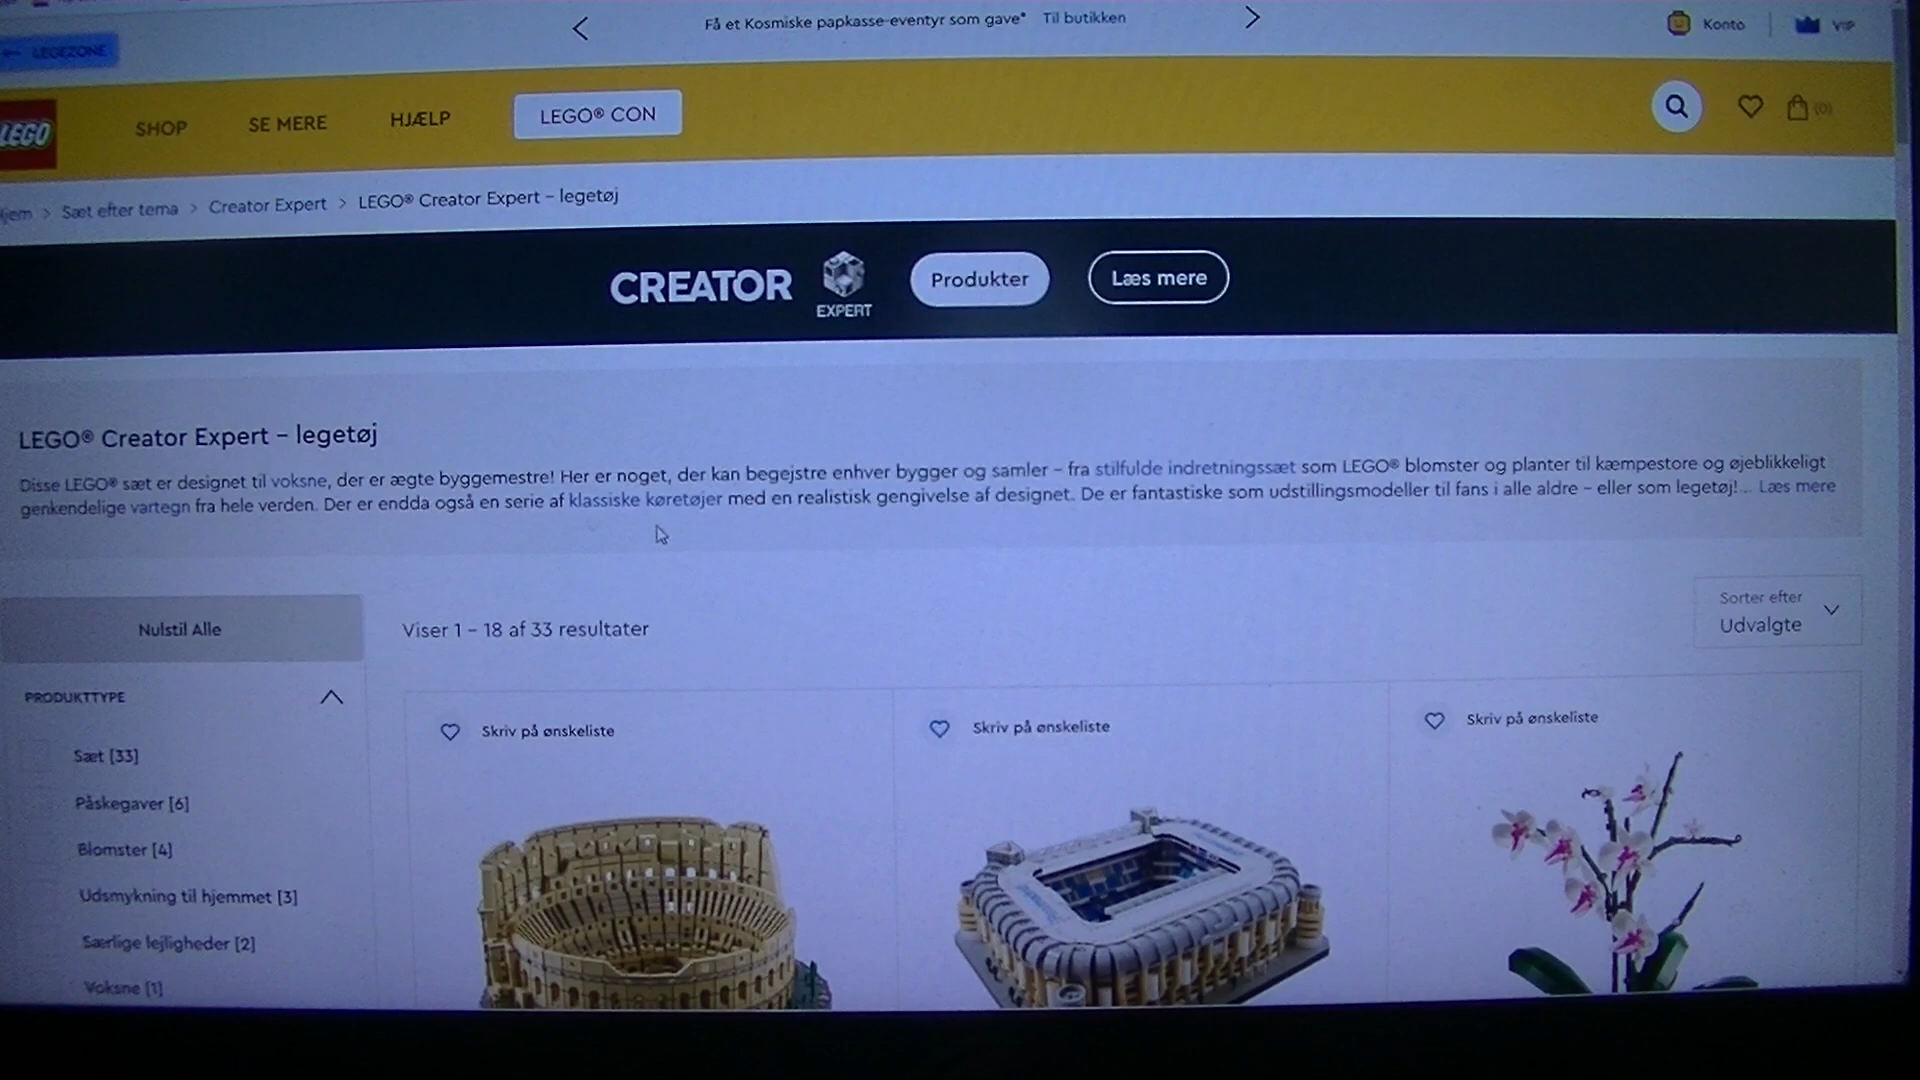 Få et Kosmiske papkasse-eventyr som gave* Til butikken
Konto
VIP
LEGEZONE
LEGO
SHOP
SE MERE
HJÆLP
LEGO® CON
(0)
Sæt efter tema > Creator Expert > LEGO® Creator Expert – legetøj
CREATOR
EXPERT
Produkter
Læs mere
LEGO® Creator Expert – legetøj
Disse LEGO® sæt er designet til voksne, der er ægte byggemestre! Her er noget, der kan begejstre enhver bygger og samler – fra stilfulde indretningssæt som LEGO® blomster og planter til kæmpestore og øjeblikkeligt
genkendelige vartegn fra hele verden. Der er endda også en serie af klassiske køretøjer med en realistisk gengivelse af designet. De er fantastiske som udstillingsmodeller til fans i alle aldre – eller som legetøj!... Læs mere
Nulstil Alle
Viser 1 – 18 af 33 resultater
Sorter efter
Udvalgte
PRODUKTTYPE
Sæt [33]
Påskegaver [6]
Blomster [4]
Udsmykning til hjemmet [3]
Særlige lejligheder [2]
Voksne [1]
Skriv på ønskeliste
Skriv på ønskeliste
Skriv på ønskeliste